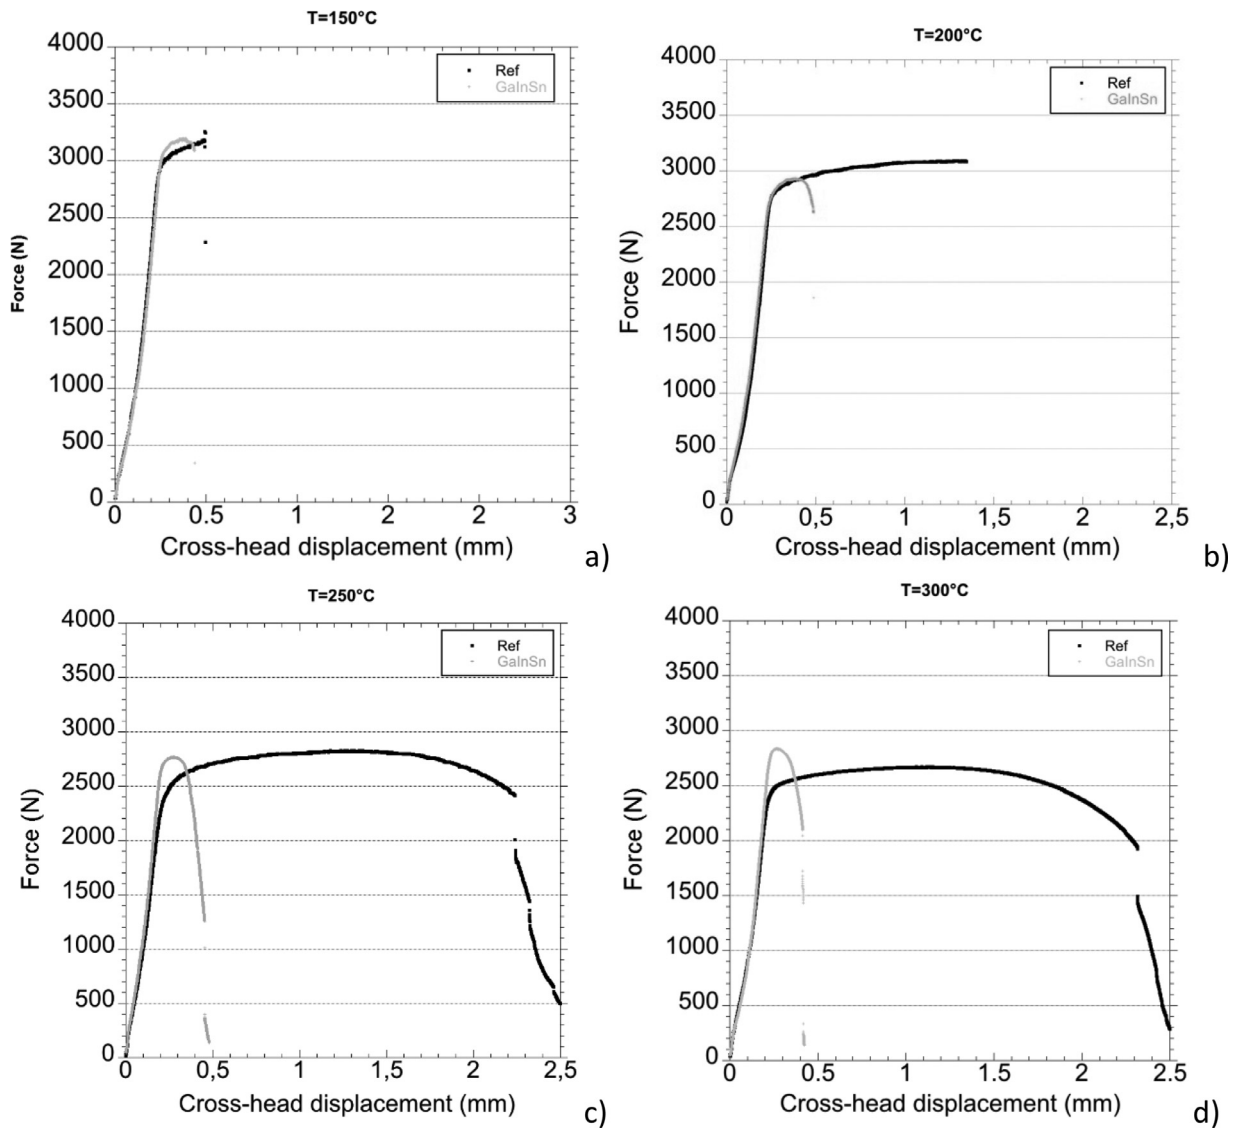 T=150°C
4000
3500
3000
2500
2000
1500
1000
500
0
Force (N)
Ref
GaInSn
0
0.5
1
2
2
3
Cross-head displacement (mm)
a)
T=200°C
4000
3500
3000
2500
2000
1500
1000
500
0
Force (N)
Ref
GaInSn
0
0,5
1
1,5
2
2,5
Cross-head displacement (mm)
b)
T=250°C
4000
3500
3000
2500
2000
1500
1000
500
0
Force (N)
Ref
GaInSn
0
0,5
1
1,5
2
2,5
Cross-head displacement (mm)
c)
T=300°C
4000
3500
3000
2500
2000
1500
1000
500
0
Force (N)
Ref
GaInSn
0
0.5
1
1.5
2
2.5
Cross-head displacement (mm)
d)